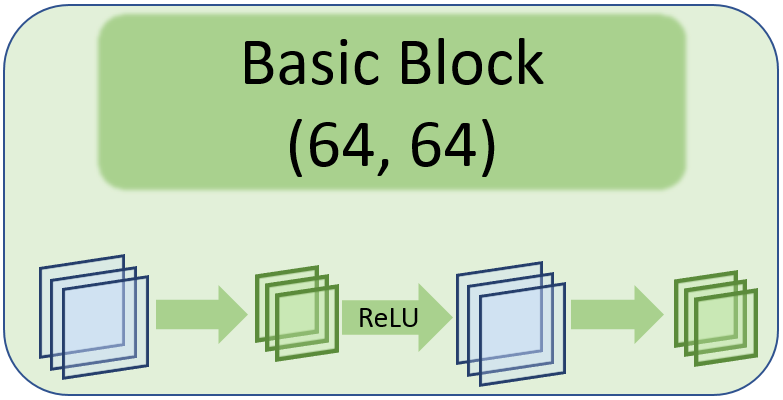 Basic Block
(64, 64)
ReLU